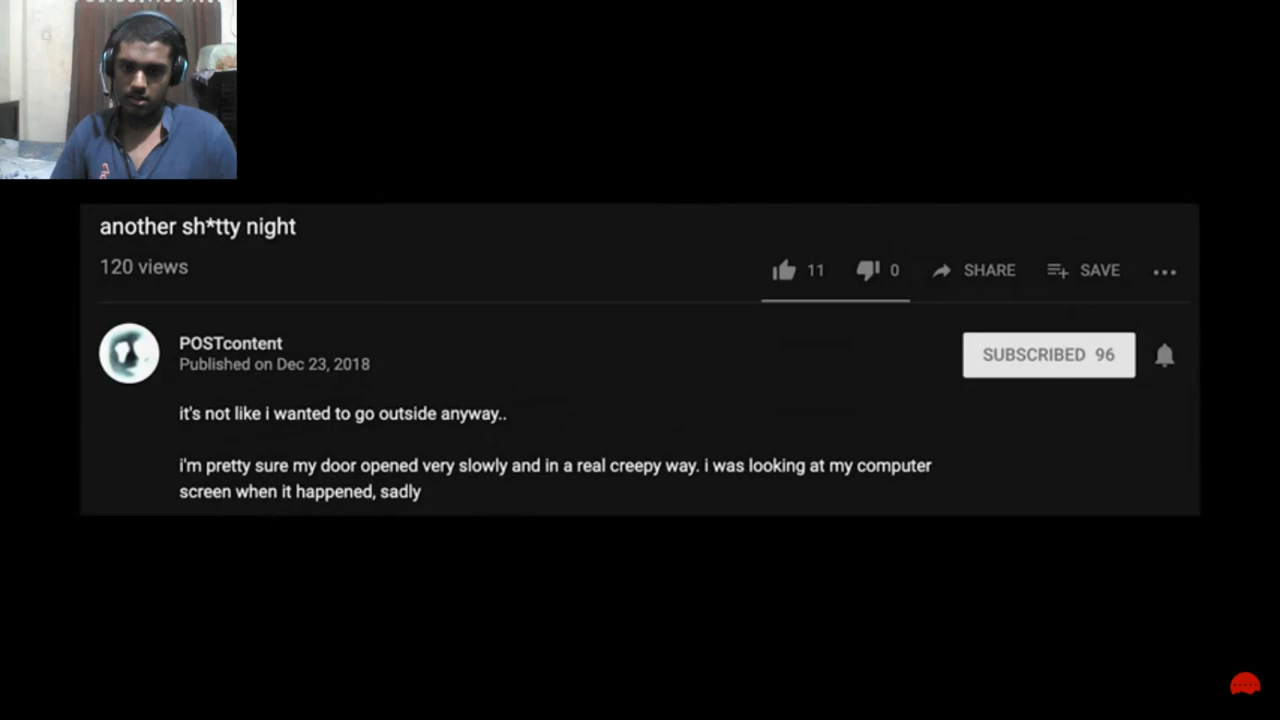 another sh*tty night
120 views
11 0 SHARE SAVE
POSTcontent
Published on Dec 23, 2018
SUBSCRIBED 96
it's not like i wanted to go outside anyway..
i'm pretty sure my door opened very slowly and in a real creepy way. i was looking at my computer
screen when it happened, sadly